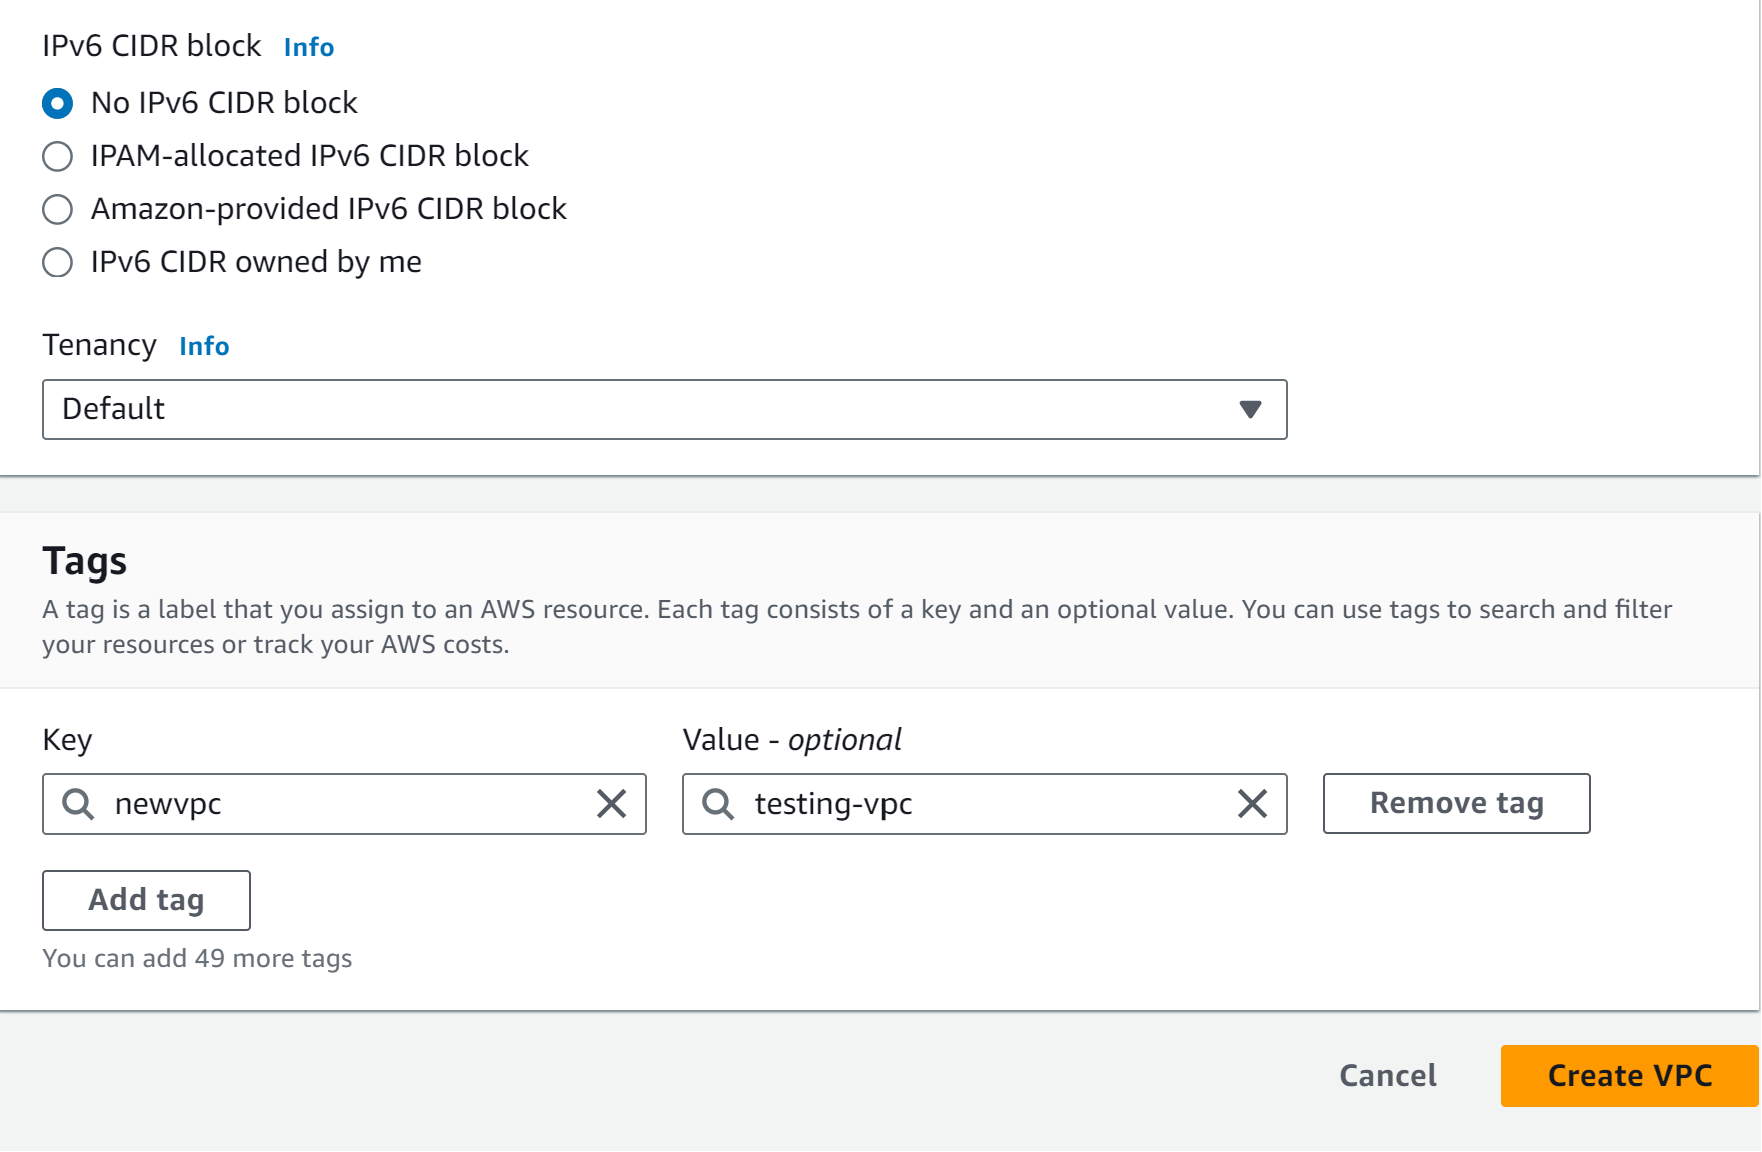 IPv6 CIDR block Info
No IPv6 CIDR block
IPAM-allocated IPv6 CIDR block
Amazon-provided IPv6 CIDR block
IPv6 CIDR owned by me
Tenancy Info
Default
Tags
A tag is a label that you assign to an AWS resource. Each tag consists of a key and an optional value. You can use tags to search and filter
your resources or track your AWS costs.
Key Value - optional
newvpc testing-vpc Remove tag
Add tag
You can add 49 more tags
Cancel Create VPC